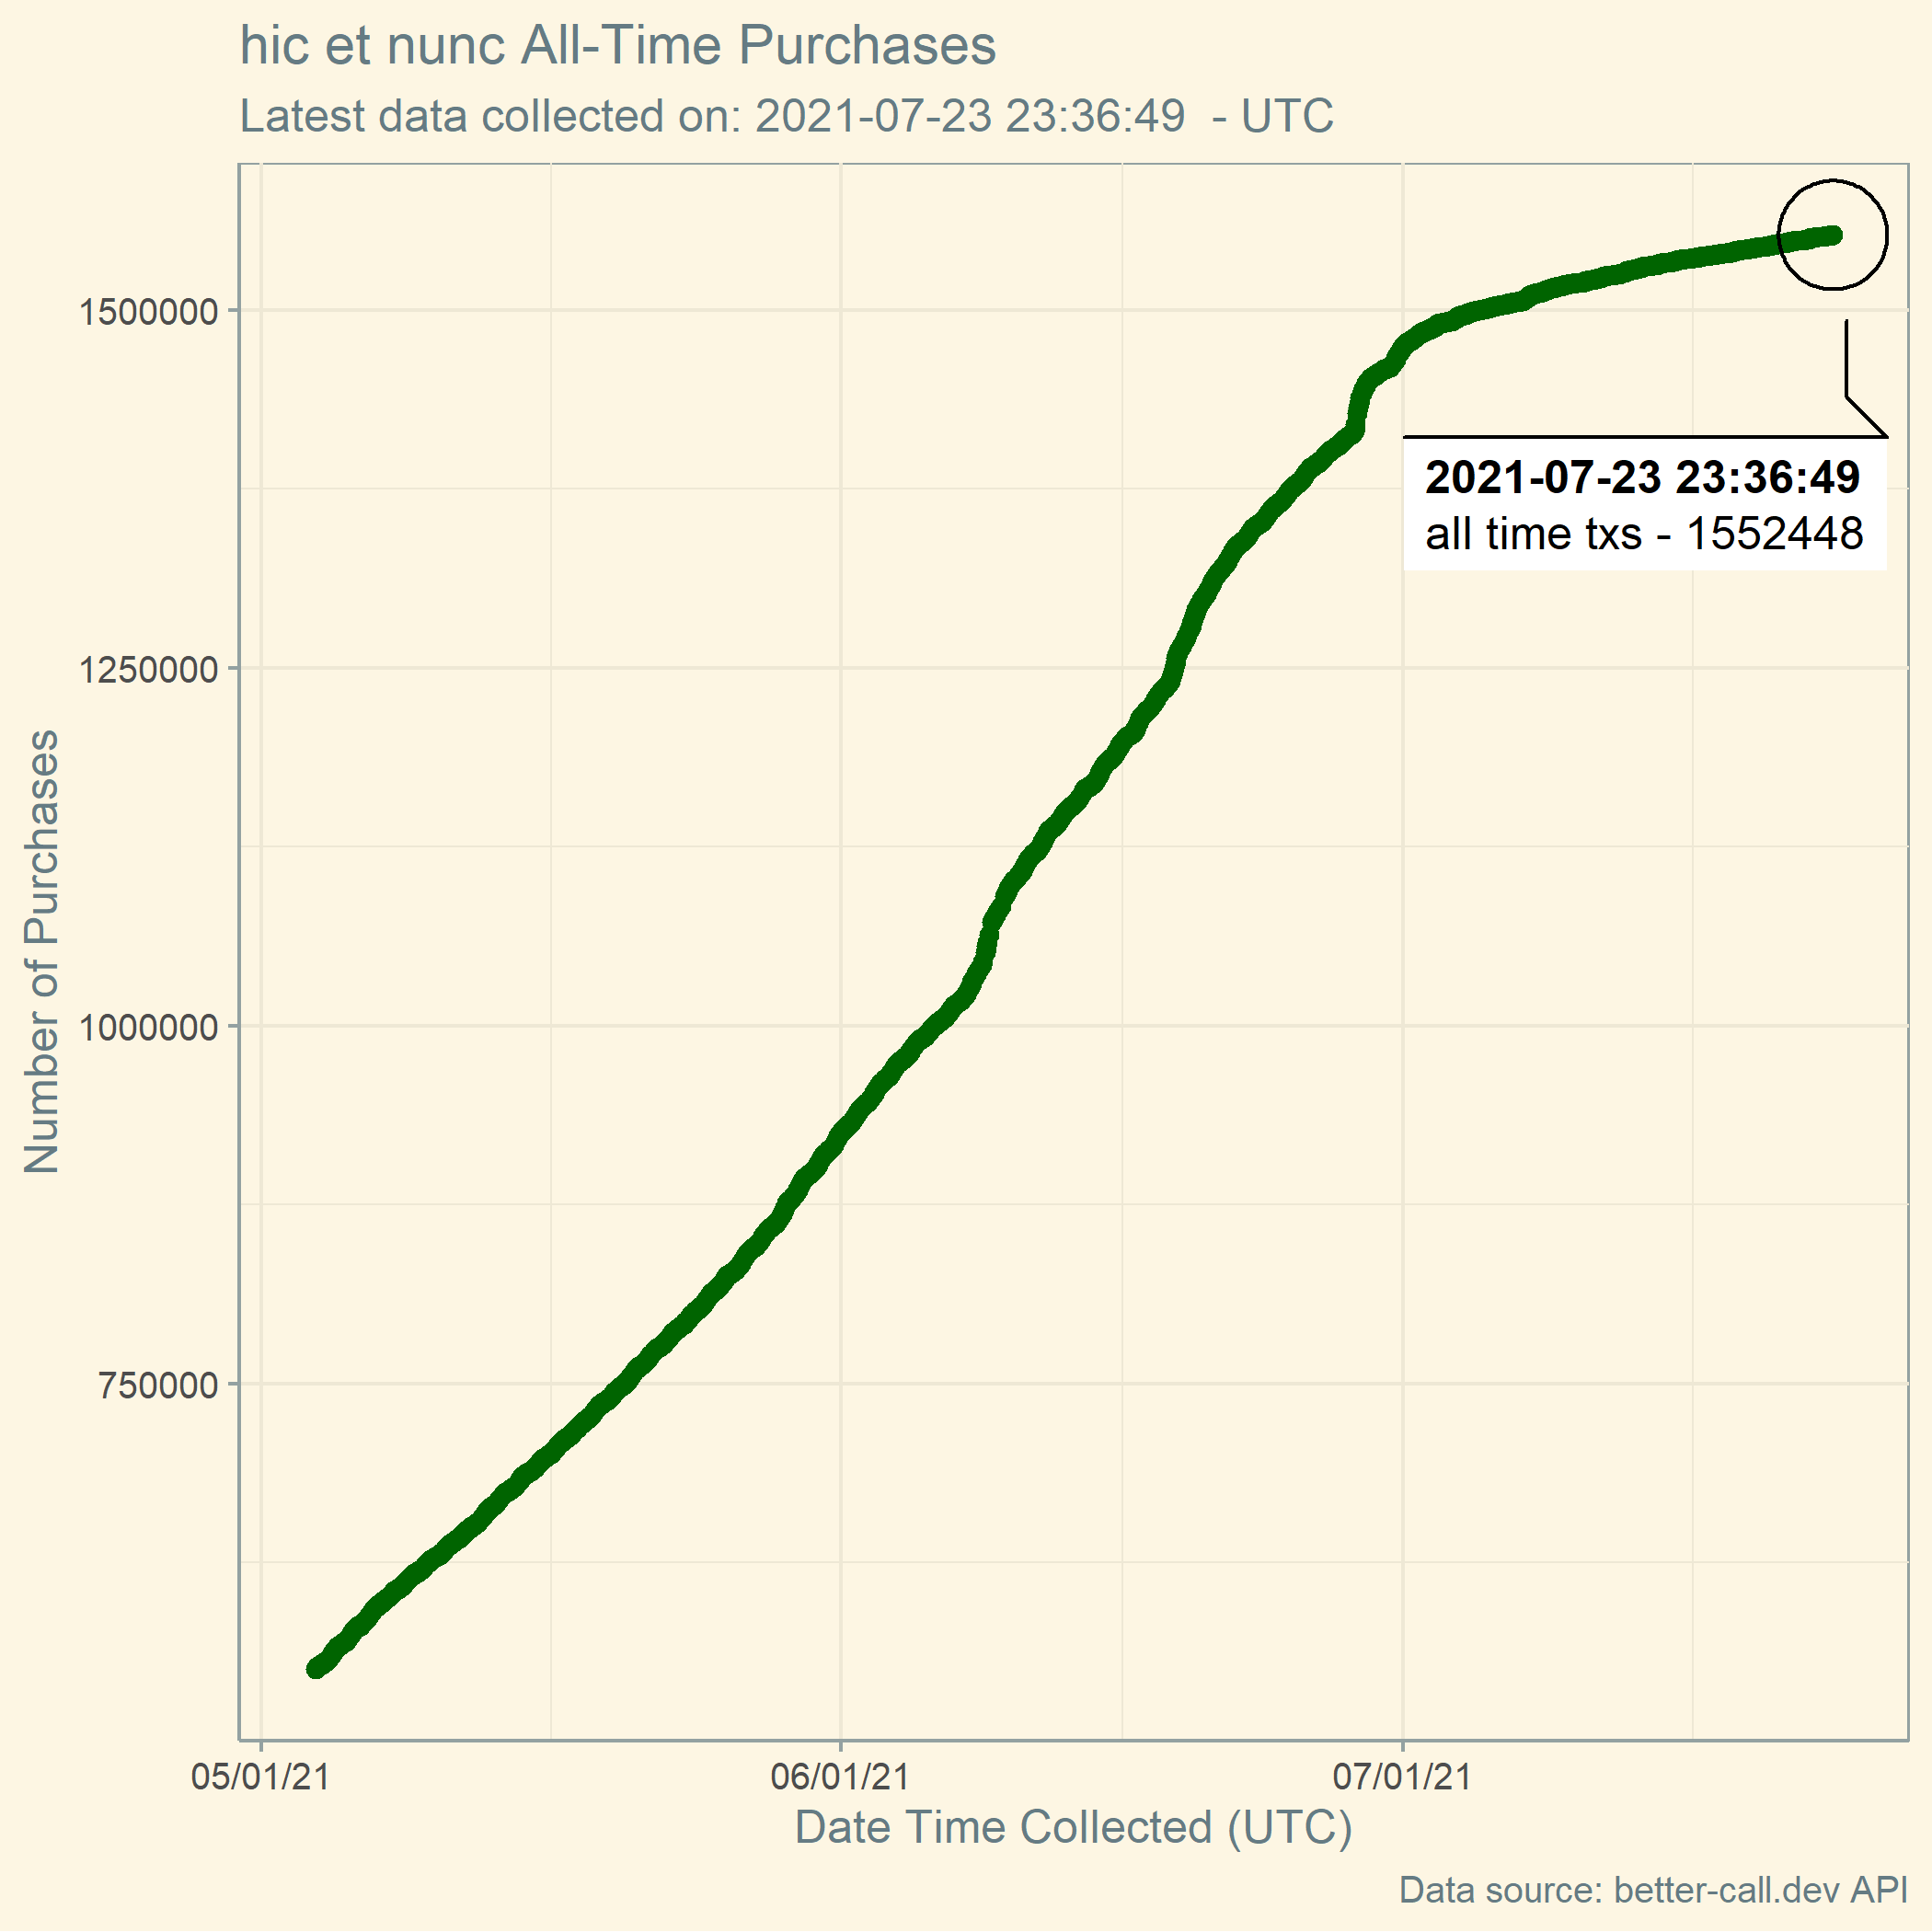 hic et nunc All-Time Purchases
Latest data collected on: 2021-07-23 23:36:49  - UTC
Number of Purchases
1500000
1250000
1000000
750000
2021-07-23 23:36:49
all time txs - 1552448
05/01/21
06/01/21
07/01/21
Date Time Collected (UTC)
Data source: better-call.dev API